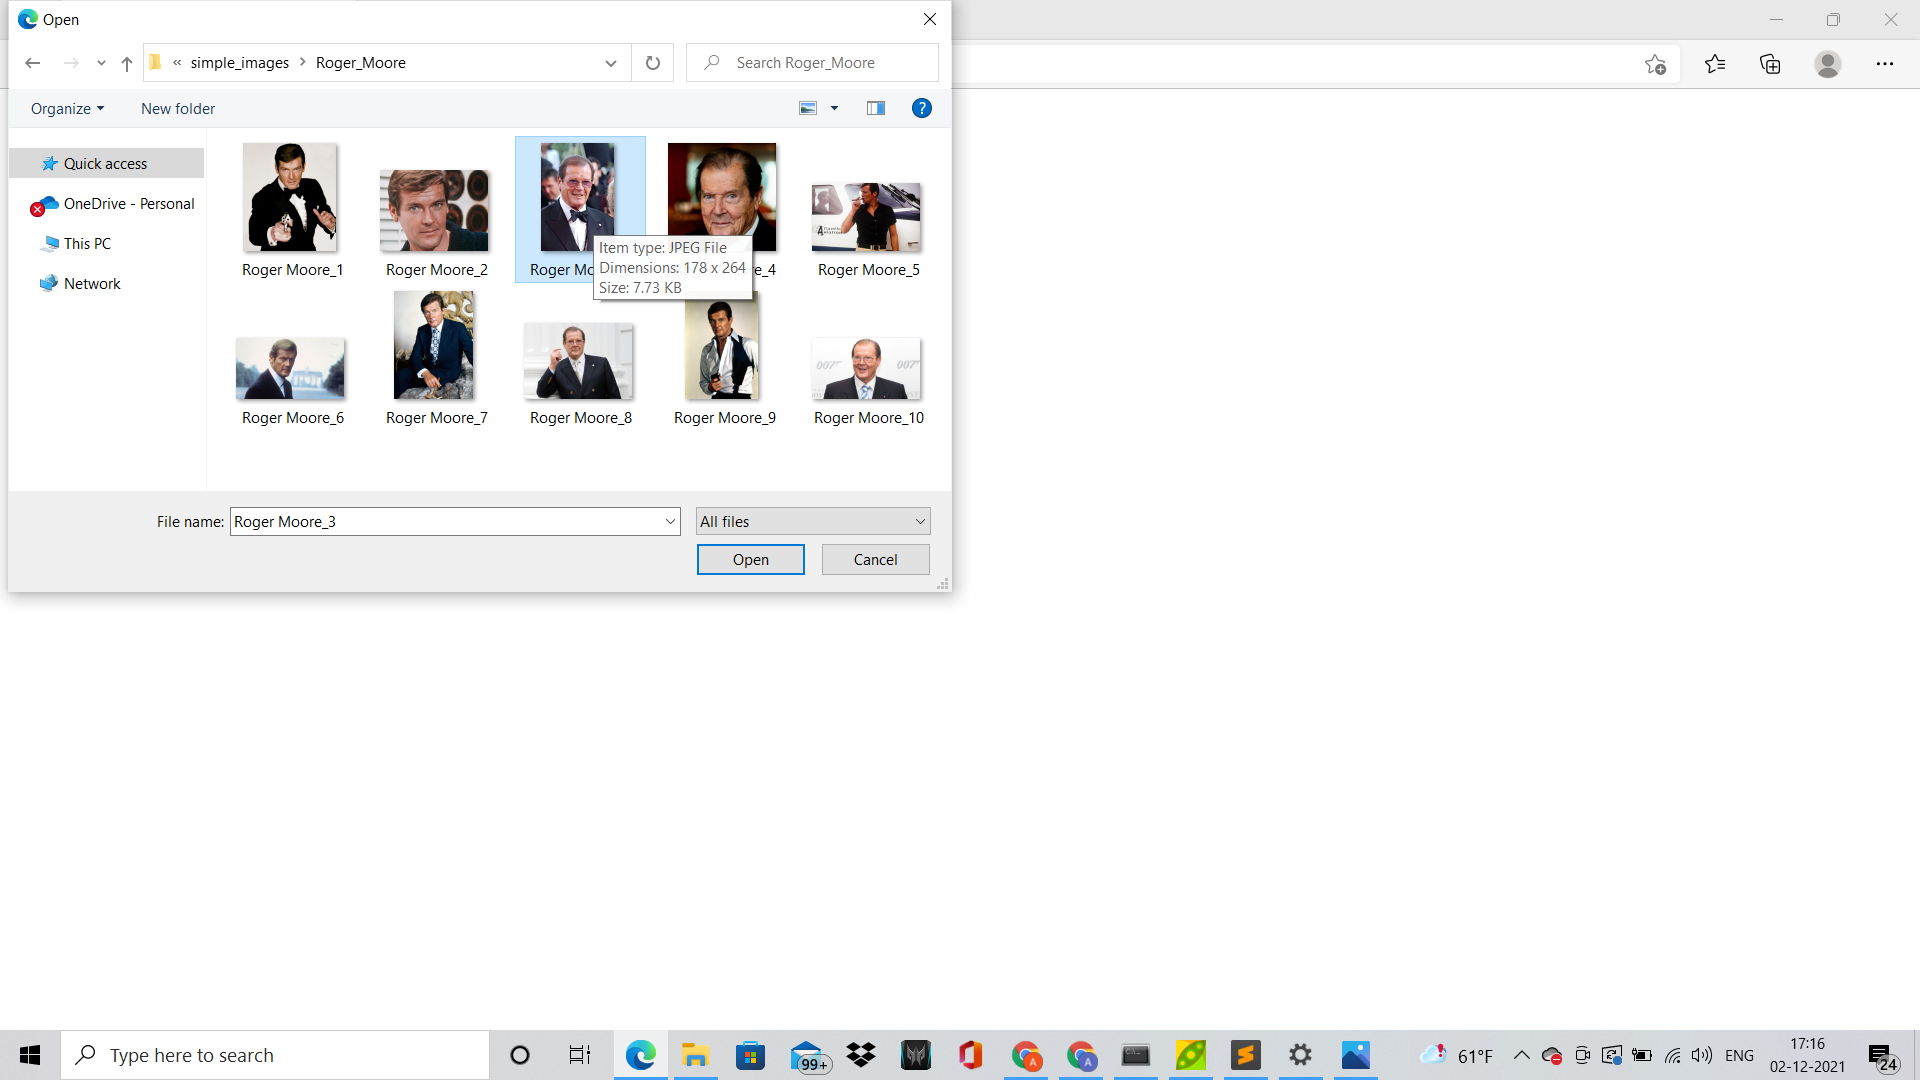 Open
« simple_images > Roger_Moore
Search Roger_Moore
Organize
New folder
?
Quick access
OneDrive - Personal
This PC
Network
Roger Moore_1
Roger Moore_2
Roger Mo
e_4
Roger Moore_5
Item type: JPEG File
Dimensions: 178 x 264
Size: 7.73 KB
Roger Moore_6
Roger Moore_7
Roger Moore_8
Roger Moore_9
Roger Moore_10
007
007
File name: Roger Moore_3
All files
Open
Cancel
Type here to search
99+
A
A
61°F
ENG
17:16
02-12-2021
24